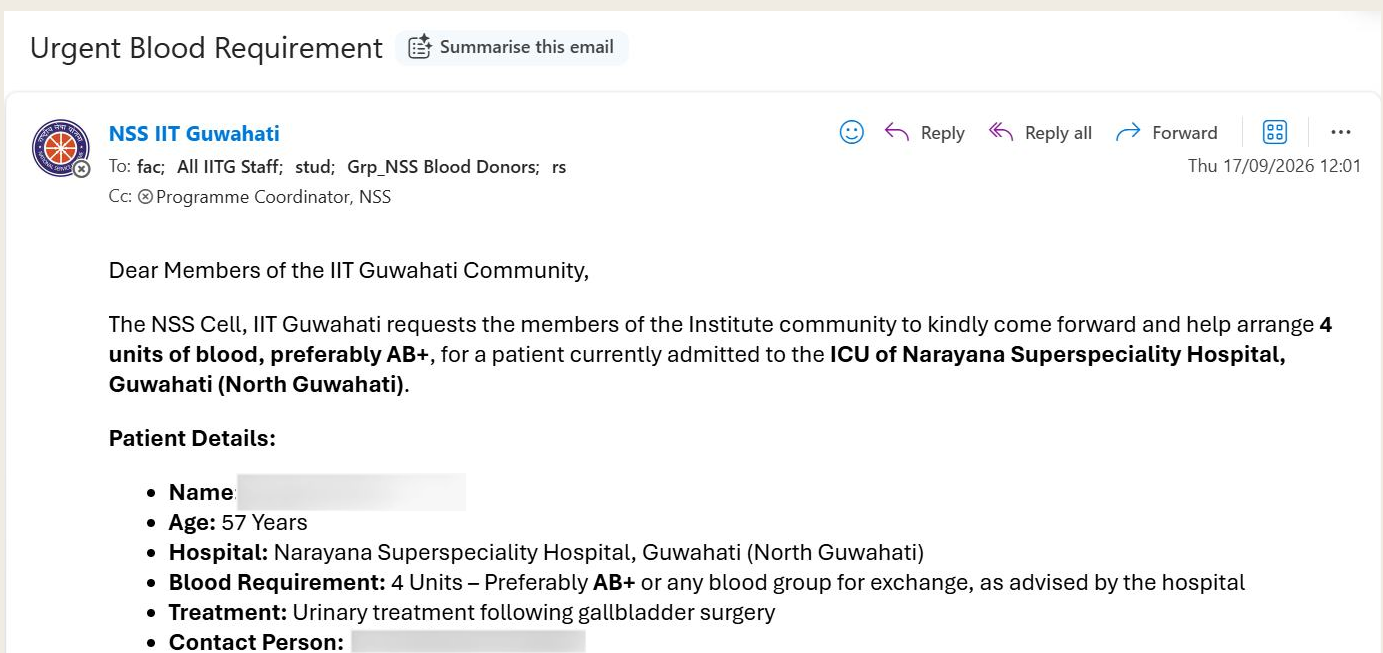 Urgent Blood Requirement
Summarise this email
NSS IIT Guwahati
Reply
Reply all
Forward
To: fac; All IITG Staff; stud; Grp_NSS Blood Donors; rs
Thu 17/09/2026 12:01
Cc: Programme Coordinator, NSS
Dear Members of the IIT Guwahati Community,
The NSS Cell, IIT Guwahati requests the members of the Institute community to kindly come forward and help arrange 4
units of blood, preferably AB+, for a patient currently admitted to the ICU of Narayana Superspeciality Hospital,
Guwahati (North Guwahati).
Patient Details:
• Name:
• Age: 57 Years
• Hospital: Narayana Superspeciality Hospital, Guwahati (North Guwahati)
• Blood Requirement: 4 Units – Preferably AB+ or any blood group for exchange, as advised by the hospital
• Treatment: Urinary treatment following gallbladder surgery
• Contact Person: